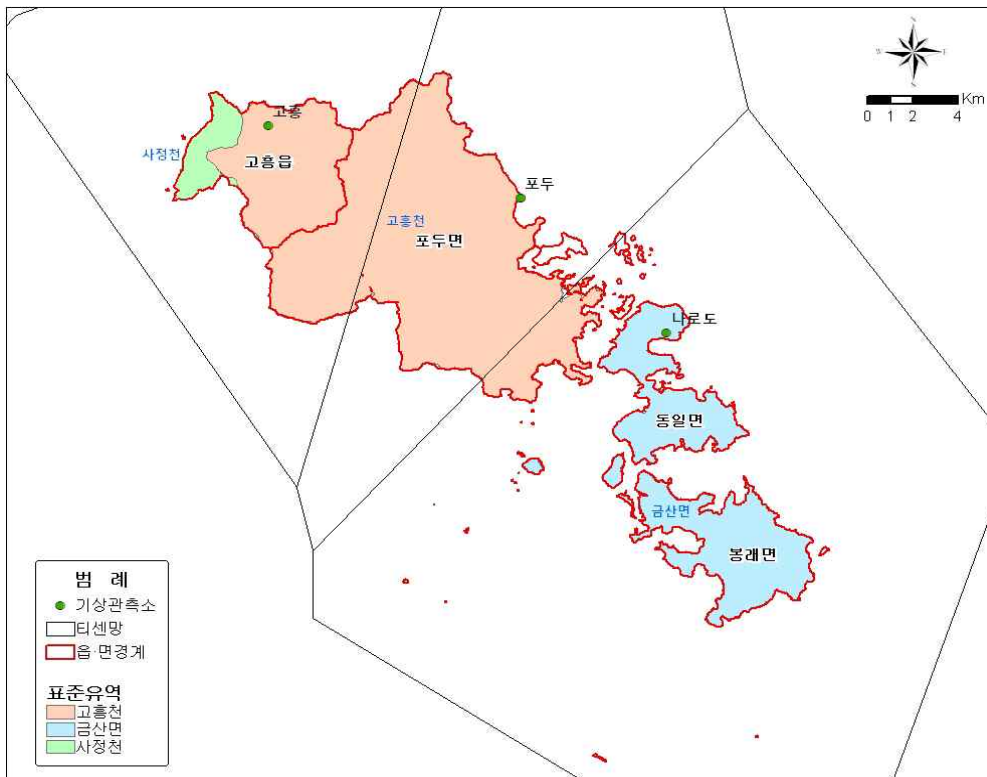 N
W
E
S
Km
0 1 2 4
고흥
사정천
고흥읍
포두
고흥천
포두면
나로도
동일면
금산면
봉래면
범 례
기상관측소
티센망
읍·면경계
표준유역
고흥천
금산면
사정천